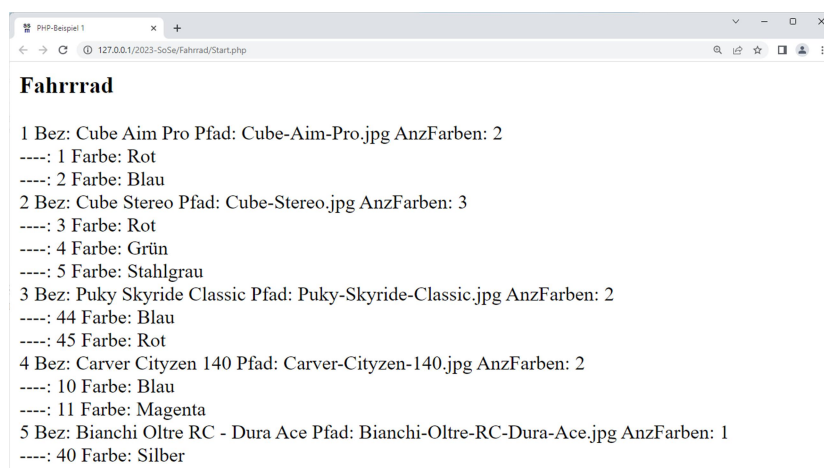 PHP-Beispiel 1
127.0.0.1/2023-SoSe/Fahrrad/Start.php
Fahrrrad
1 Bez: Cube Aim Pro Pfad: Cube-Aim-Pro.jpg AnzFarben: 2
----: 1 Farbe: Rot
----: 2 Farbe: Blau
2 Bez: Cube Stereo Pfad: Cube-Stereo.jpg AnzFarben: 3
----: 3 Farbe: Rot
----: 4 Farbe: Grün
----: 5 Farbe: Stahlgrau
3 Bez: Puky Skyride Classic Pfad: Puky-Skyride-Classic.jpg AnzFarben: 2
----: 44 Farbe: Blau
----: 45 Farbe: Rot
4 Bez: Carver Cityzen 140 Pfad: Carver-Cityzen-140.jpg AnzFarben: 2
----: 10 Farbe: Blau
----: 11 Farbe: Magenta
5 Bez: Bianchi Oltre RC - Dura Ace Pfad: Bianchi-Oltre-RC-Dura-Ace.jpg AnzFarben: 1
----: 40 Farbe: Silber